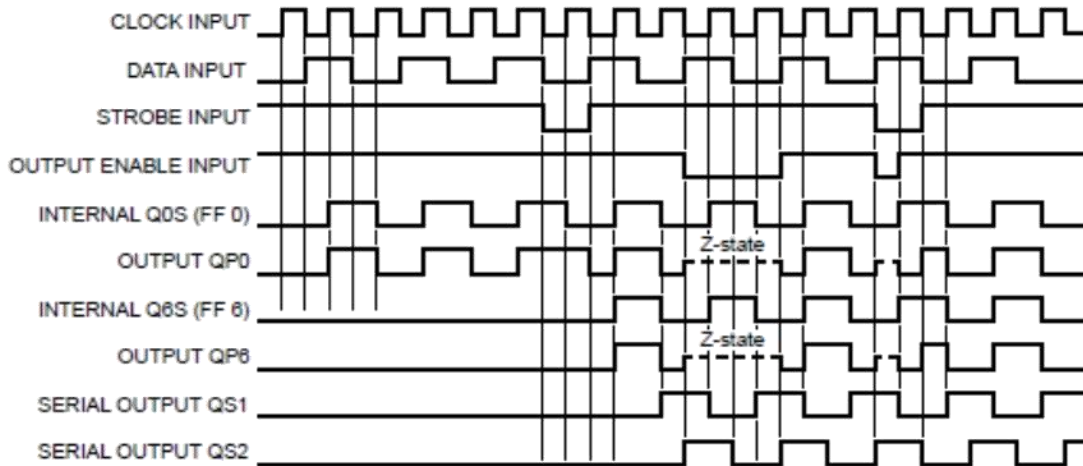 CLOCK INPUT
DATA INPUT
STROBE INPUT
OUTPUT ENABLE INPUT
INTERNAL Q0S (FF 0)
Z-state
OUTPUT QP0
INTERNAL Q6S (FF 6)
Z-state
OUTPUT QP6
SERIAL OUTPUT QS1
SERIAL OUTPUT QS2